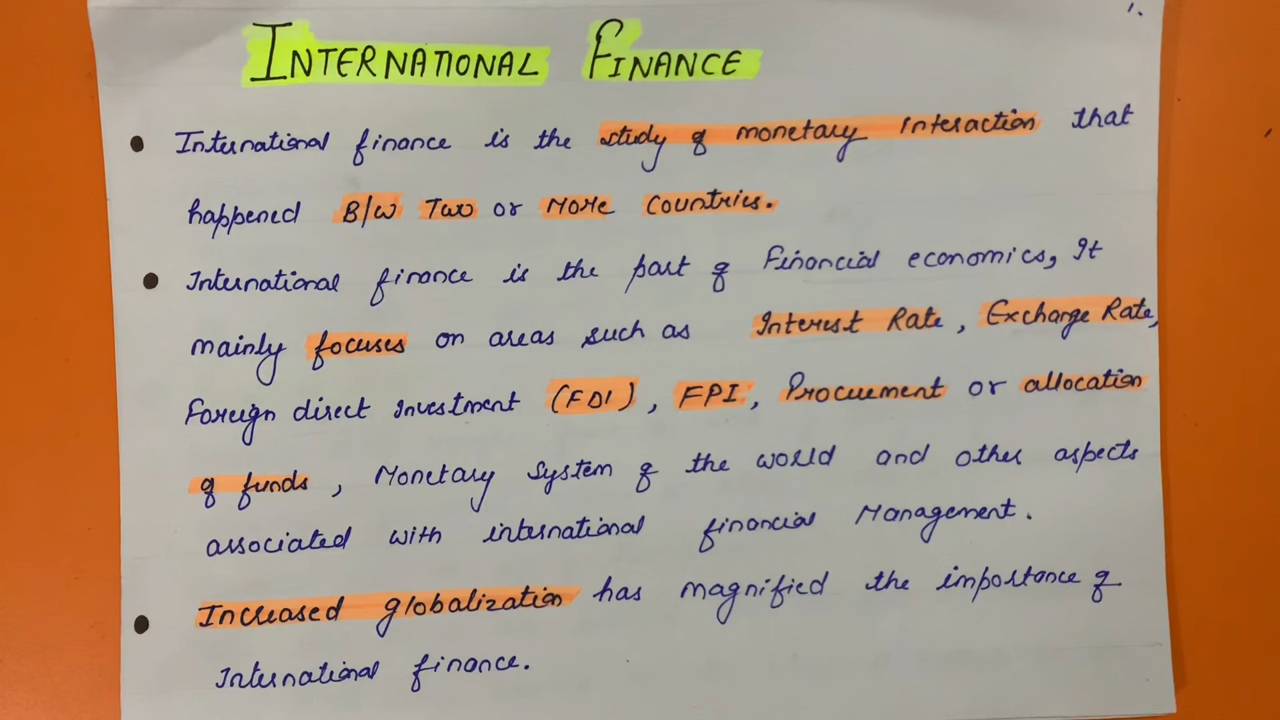 1.
INTERNATIONAL FINANCE
• International finance is the study of monetary Interaction that
happened B/w Two or More Countries.
• International finance is the part of Financial economics, It
mainly focuses on areas such as Interest Rate, Exchange Rate,
Foreign direct Investment (FDI), FPI, Procurement or allocation
of funds, Monetary System of the world and other aspects
associated with international financial Management.
• Increased globalization has magnified the importance of
International finance.